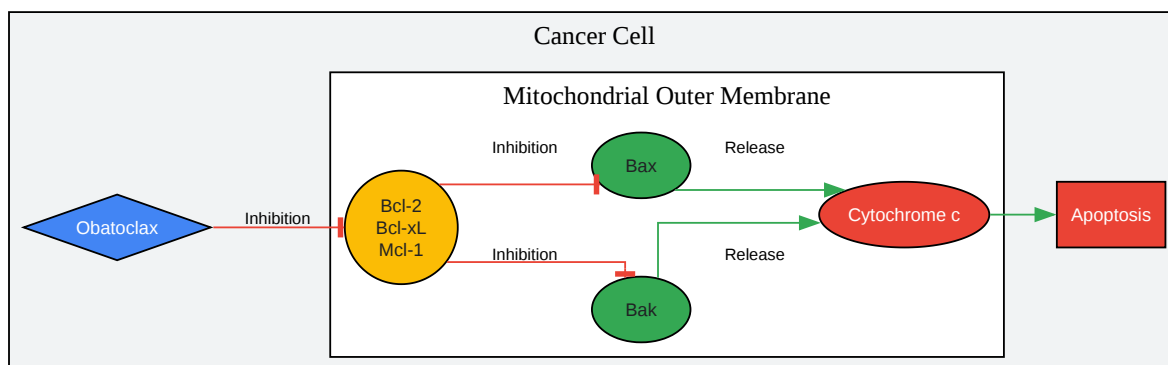 Cancer Cell
Mitochondrial Outer Membrane
Inhibition
Release
Bax
Obatoclax
Inhibition
Bcl-2
Bcl-xL
Mcl-1
Cytochrome c
Apoptosis
Inhibition
Release
Bak